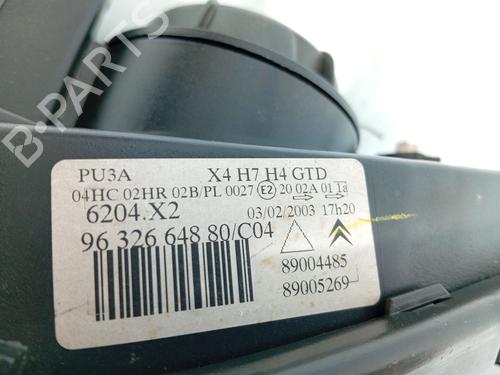 B-PARTS
PU3A X4 H7 H4 GTD
04HC 02HR 02B/PL 0027 E2 20 02A 01 1a
6204.X2 03/02/2003 17h20
96 326 648 80/C04
89004485
89005269